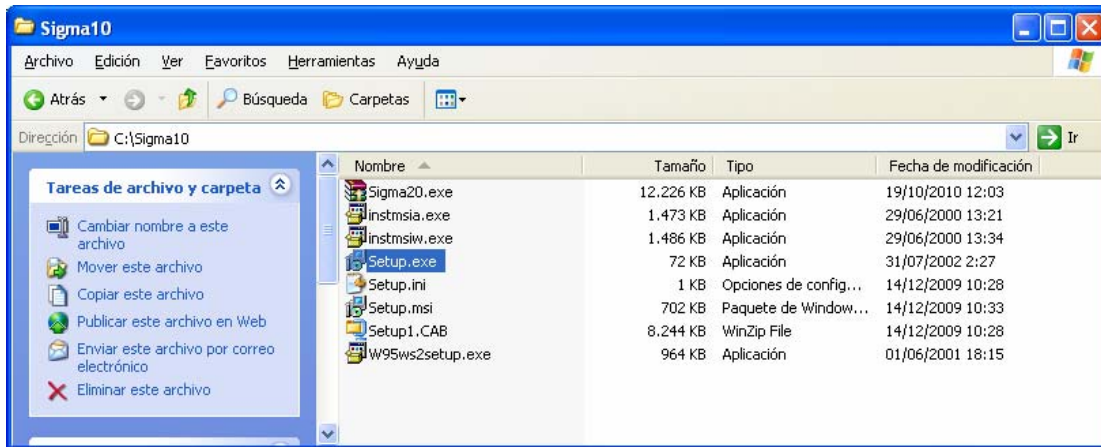 Sigma10
Archivo Edición Ver Favoritos Herramientas Ayuda
Atrás Búsqueda Carpetas
Dirección C:\Sigma10 Ir
Tareas de archivo y carpeta
Cambiar nombre a este
archivo
Mover este archivo
Copiar este archivo
Publicar este archivo en Web
Enviar este archivo por correo
electrónico
Eliminar este archivo
Nombre Tamaño Tipo Fecha de modificación
Sigma20.exe 12.226 KB Aplicación 19/10/2010 12:03
instmsia.exe 1.473 KB Aplicación 29/06/2000 13:21
instmsiw.exe 1.486 KB Aplicación 29/06/2000 13:34
Setup.exe 72 KB Aplicación 31/07/2002 2:27
Setup.ini 1 KB Opciones de config... 14/12/2009 10:28
Setup.msi 702 KB Paquete de Window... 14/12/2009 10:33
Setup1.CAB 8.244 KB WinZip File 14/12/2009 10:28
W95ws2setup.exe 964 KB Aplicación 01/06/2001 18:15